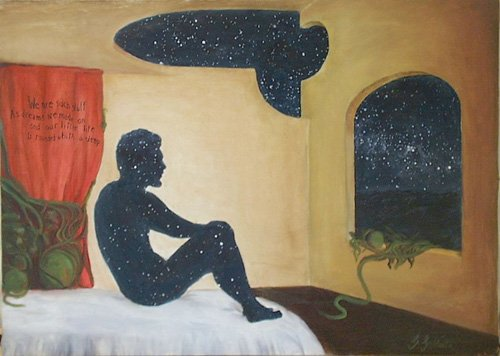 We are such stuff
As dreams are made on
and our little life
Is rounded with a sleep